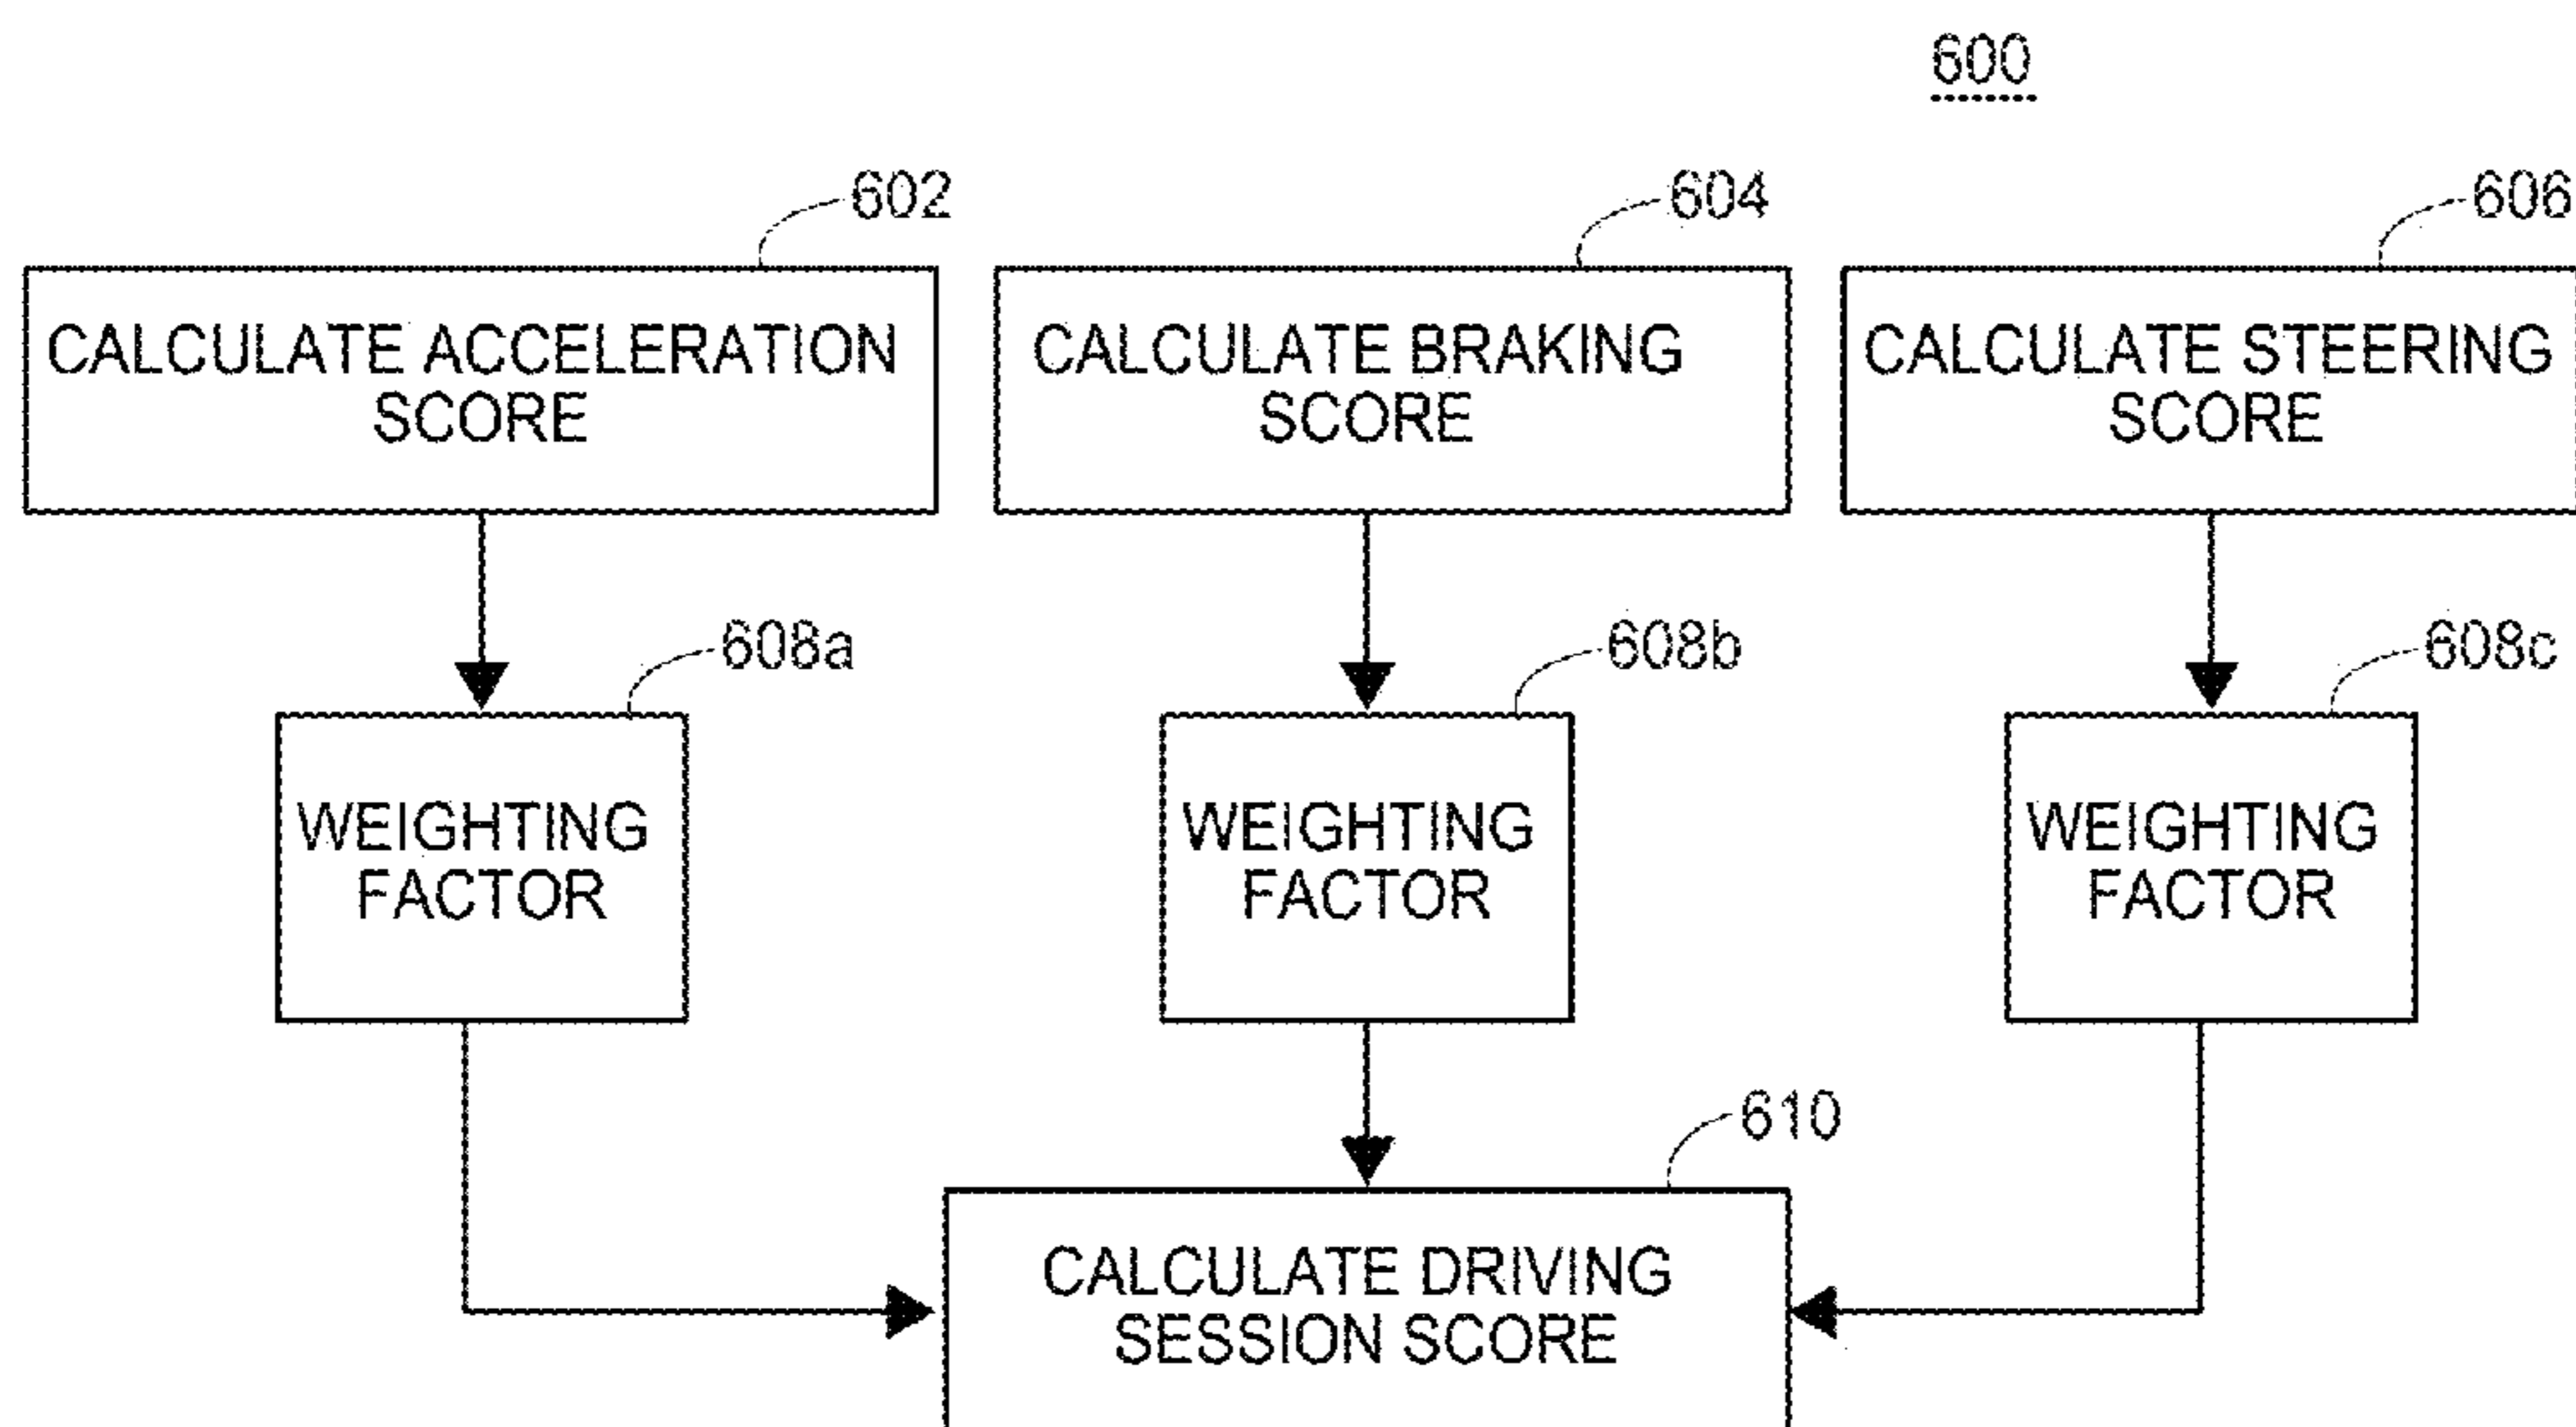 600
602
604
606
CALCULATE ACCELERATION
SCORE
CALCULATE BRAKING
SCORE
CALCULATE STEERING
SCORE
608a
608b
608c
WEIGHTING
FACTOR
WEIGHTING
FACTOR
WEIGHTING
FACTOR
610
CALCULATE DRIVING
SESSION SCORE